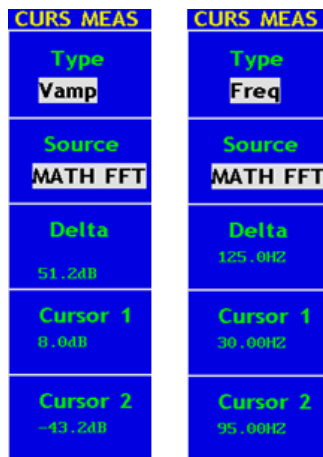 CURS MEAS
Type
Vamp
Source
MATH FFT
Delta
51.2dB
Cursor 1
8.0dB
Cursor 2
-43.2dB
CURS MEAS
Type
Freq
Source
MATH FFT
Delta
125.0HZ
Cursor 1
30.00HZ
Cursor 2
95.00HZ